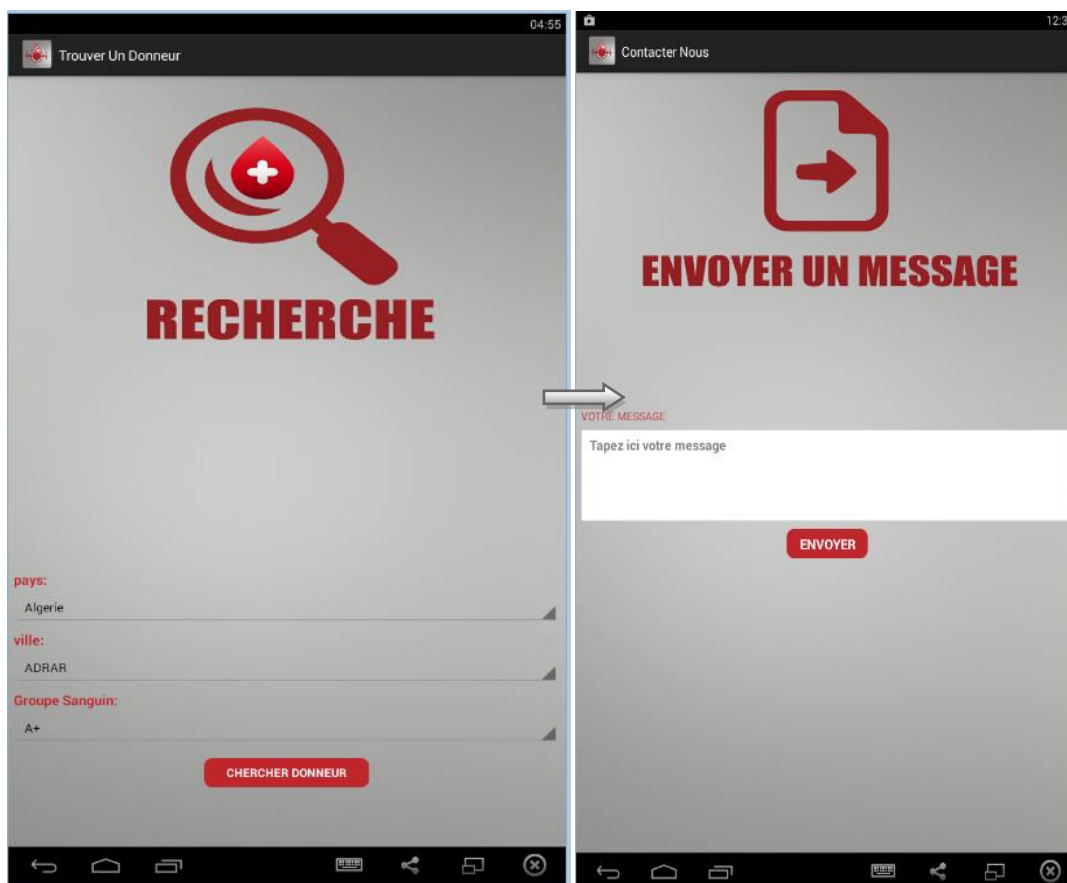 04:55
Trouver Un Donneur
RECHERCHE
pays:
Algerie
ville:
ADRAR
Groupe Sanguin:
A+
CHERCHER DONNEUR
Contacter Nous
ENVOYER UN MESSAGE
VOTRE MESSAGE
Tapez ici votre message
ENVOYER